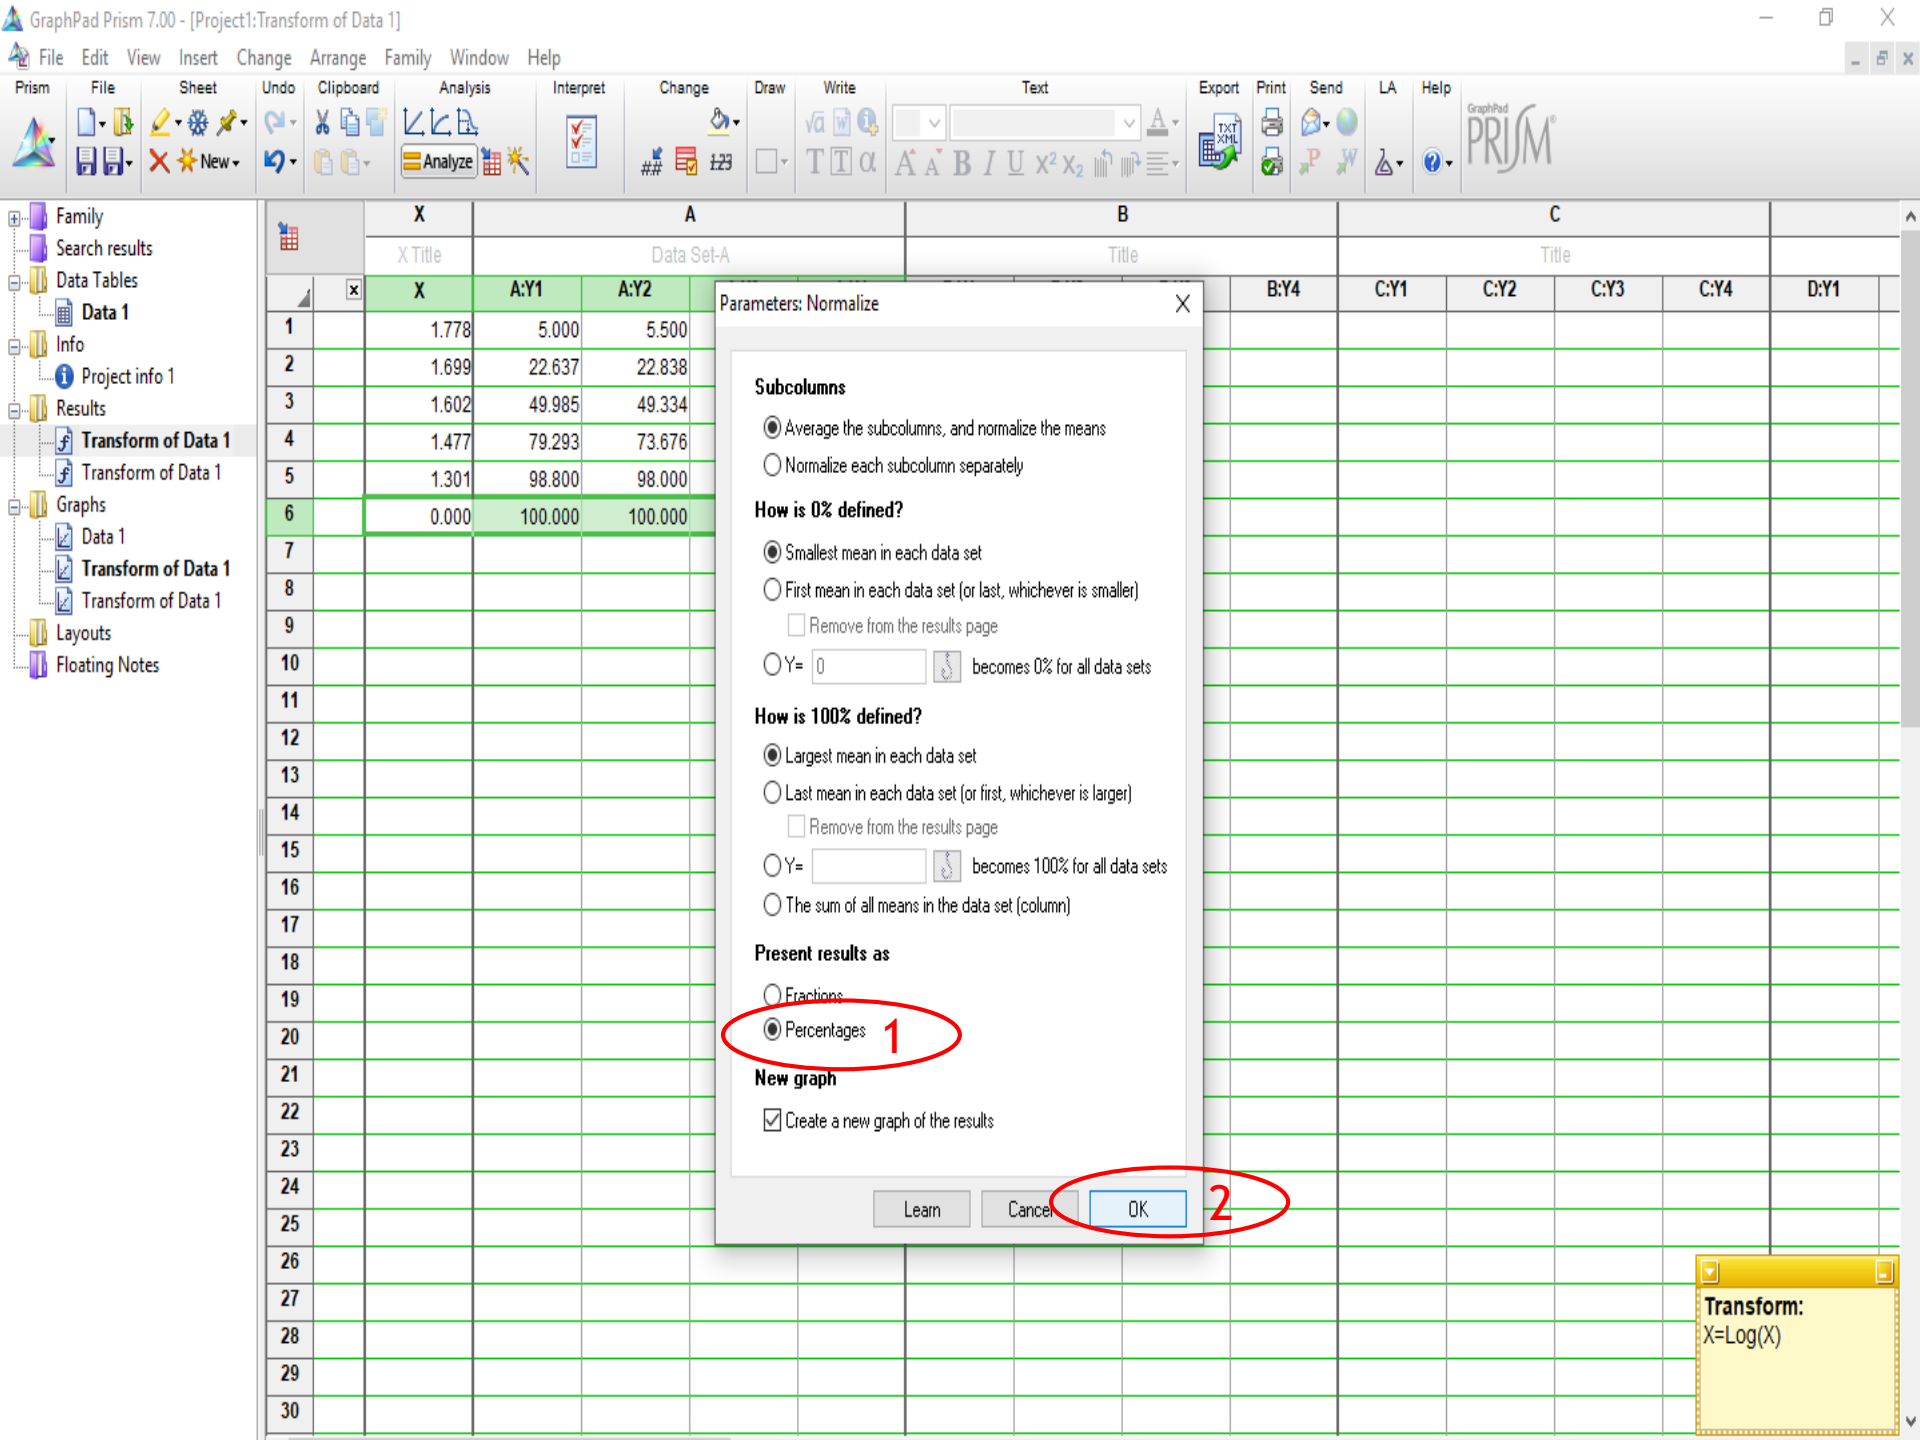 GraphPad Prism 7.00 - [Project1:Transform of Data 1]
File Edit View Insert Change Arrange Family Window Help
Prism File Sheet Undo Clipboard Analysis Interpret Change Draw Write Text Export Print Send LA Help
√α W TXT XML GraphPad PRISM®
New Analyze ## 123 T T α A A B I U X² X₂ A P W ?
Family
Search results
Data Tables
Data 1
Info
Project info 1
Results
Transform of Data 1
Transform of Data 1
Graphs
Data 1
Transform of Data 1
Transform of Data 1
Layouts
Floating Notes
X A B C
X Title Data Set-A Title Title
X A:Y1 A:Y2 B:Y4 C:Y1 C:Y2 C:Y3 C:Y4 D:Y1
1 1.778 5.000 5.500
2 1.699 22.637 22.838
3 1.602 49.985 49.334
4 1.477 79.293 73.676
5 1.301 98.800 98.000
6 0.000 100.000 100.000
7
8
9
10
11
12
13
14
15
16
17
18
19
20
21
22
23
24
25
26
27
28
29
30
Parameters: Normalize
Subcolumns
Average the subcolumns, and normalize the means
Normalize each subcolumn separately
How is 0% defined?
Smallest mean in each data set
First mean in each data set (or last, whichever is smaller)
Remove from the results page
Y= 0 becomes 0% for all data sets
How is 100% defined?
Largest mean in each data set
Last mean in each data set (or first, whichever is larger)
Remove from the results page
Y= becomes 100% for all data sets
The sum of all means in the data set (column)
Present results as
Fractions
Percentages 1
New graph
Create a new graph of the results
Learn Cancel OK 2
Transform:
X=Log(X)